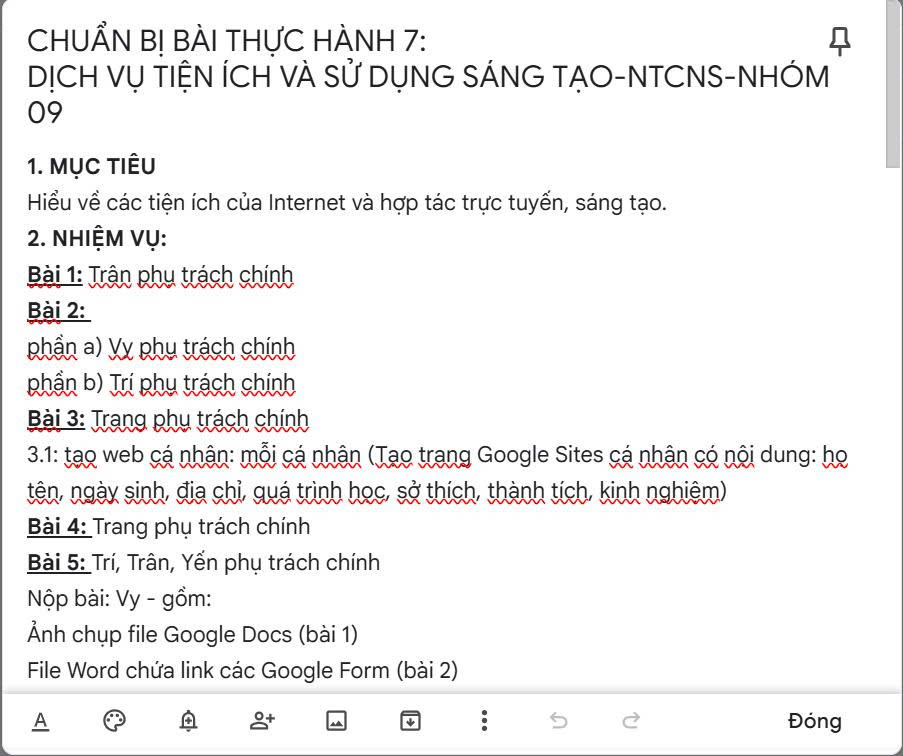 CHUẨN BỊ BÀI THỰC HÀNH 7:
DỊCH VỤ TIỆN ÍCH VÀ SỬ DỤNG SÁNG TẠO-NTCNS-NHÓM
09
1. MỤC TIÊU
Hiểu về các tiện ích của Internet và hợp tác trực tuyến, sáng tạo.
2. NHIỆM VỤ:
Bài 1: Trân phụ trách chính
Bài 2:
phần a) Vy phụ trách chính
phần b) Trí phụ trách chính
Bài 3: Trang phụ trách chính
3.1: tạo web cá nhân: mỗi cá nhân (Tạo trang Google Sites cá nhân có nội dung: họ
tên, ngày sinh, địa chỉ, quá trình học, sở thích, thành tích, kinh nghiệm)
Bài 4: Trang phụ trách chính
Bài 5: Trí, Trân, Yến phụ trách chính
Nộp bài: Vy - gồm:
Ảnh chụp file Google Docs (bài 1)
File Word chứa link các Google Form (bài 2)
A
Đóng